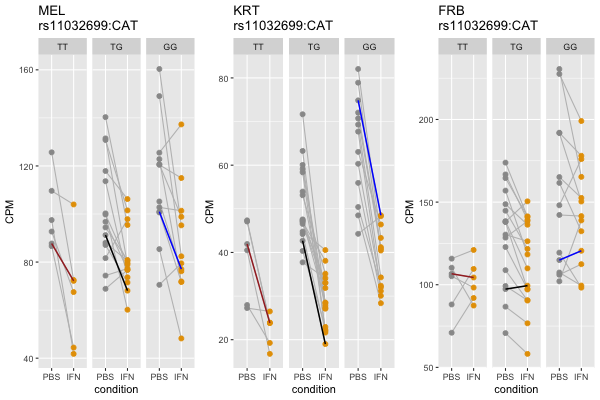 MEL
rs11032699:CAT
TT TG GG
160
120
80
40
CPM
PBS IFN PBS IFN PBS IFN
condition
KRT
rs11032699:CAT
TT TG GG
80
60
40
20
CPM
PBS IFN PBS IFN PBS IFN
condition
FRB
rs11032699:CAT
TT TG GG
200
150
100
50
CPM
PBS IFN PBS IFN PBS IFN
condition